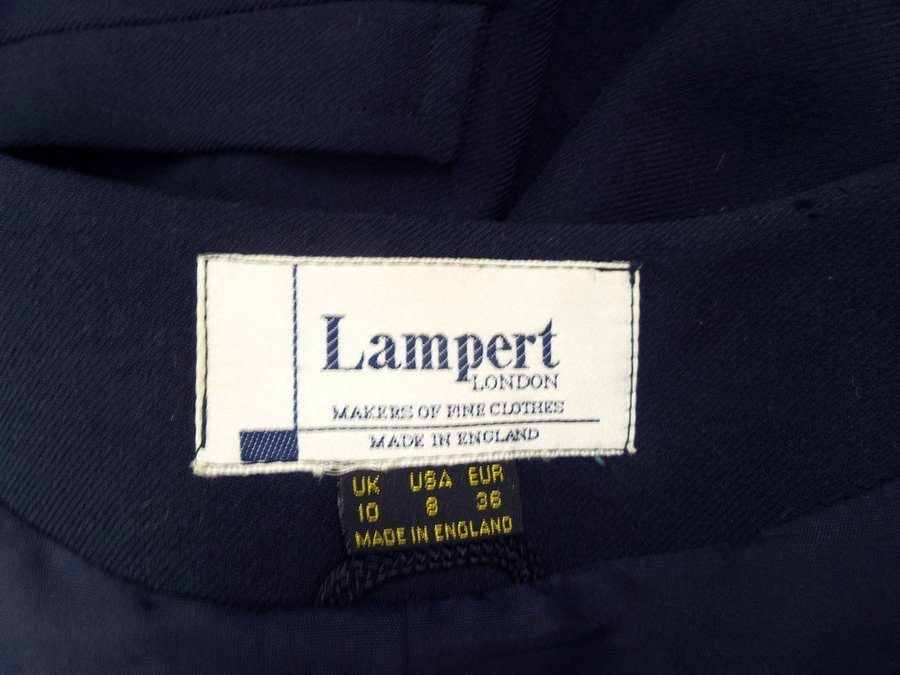 Lampert
LONDON
MAKERS OF FINE CLOTHES
MADE IN ENGLAND
UK USA EUR
10 8 36
MADE IN ENGLAND